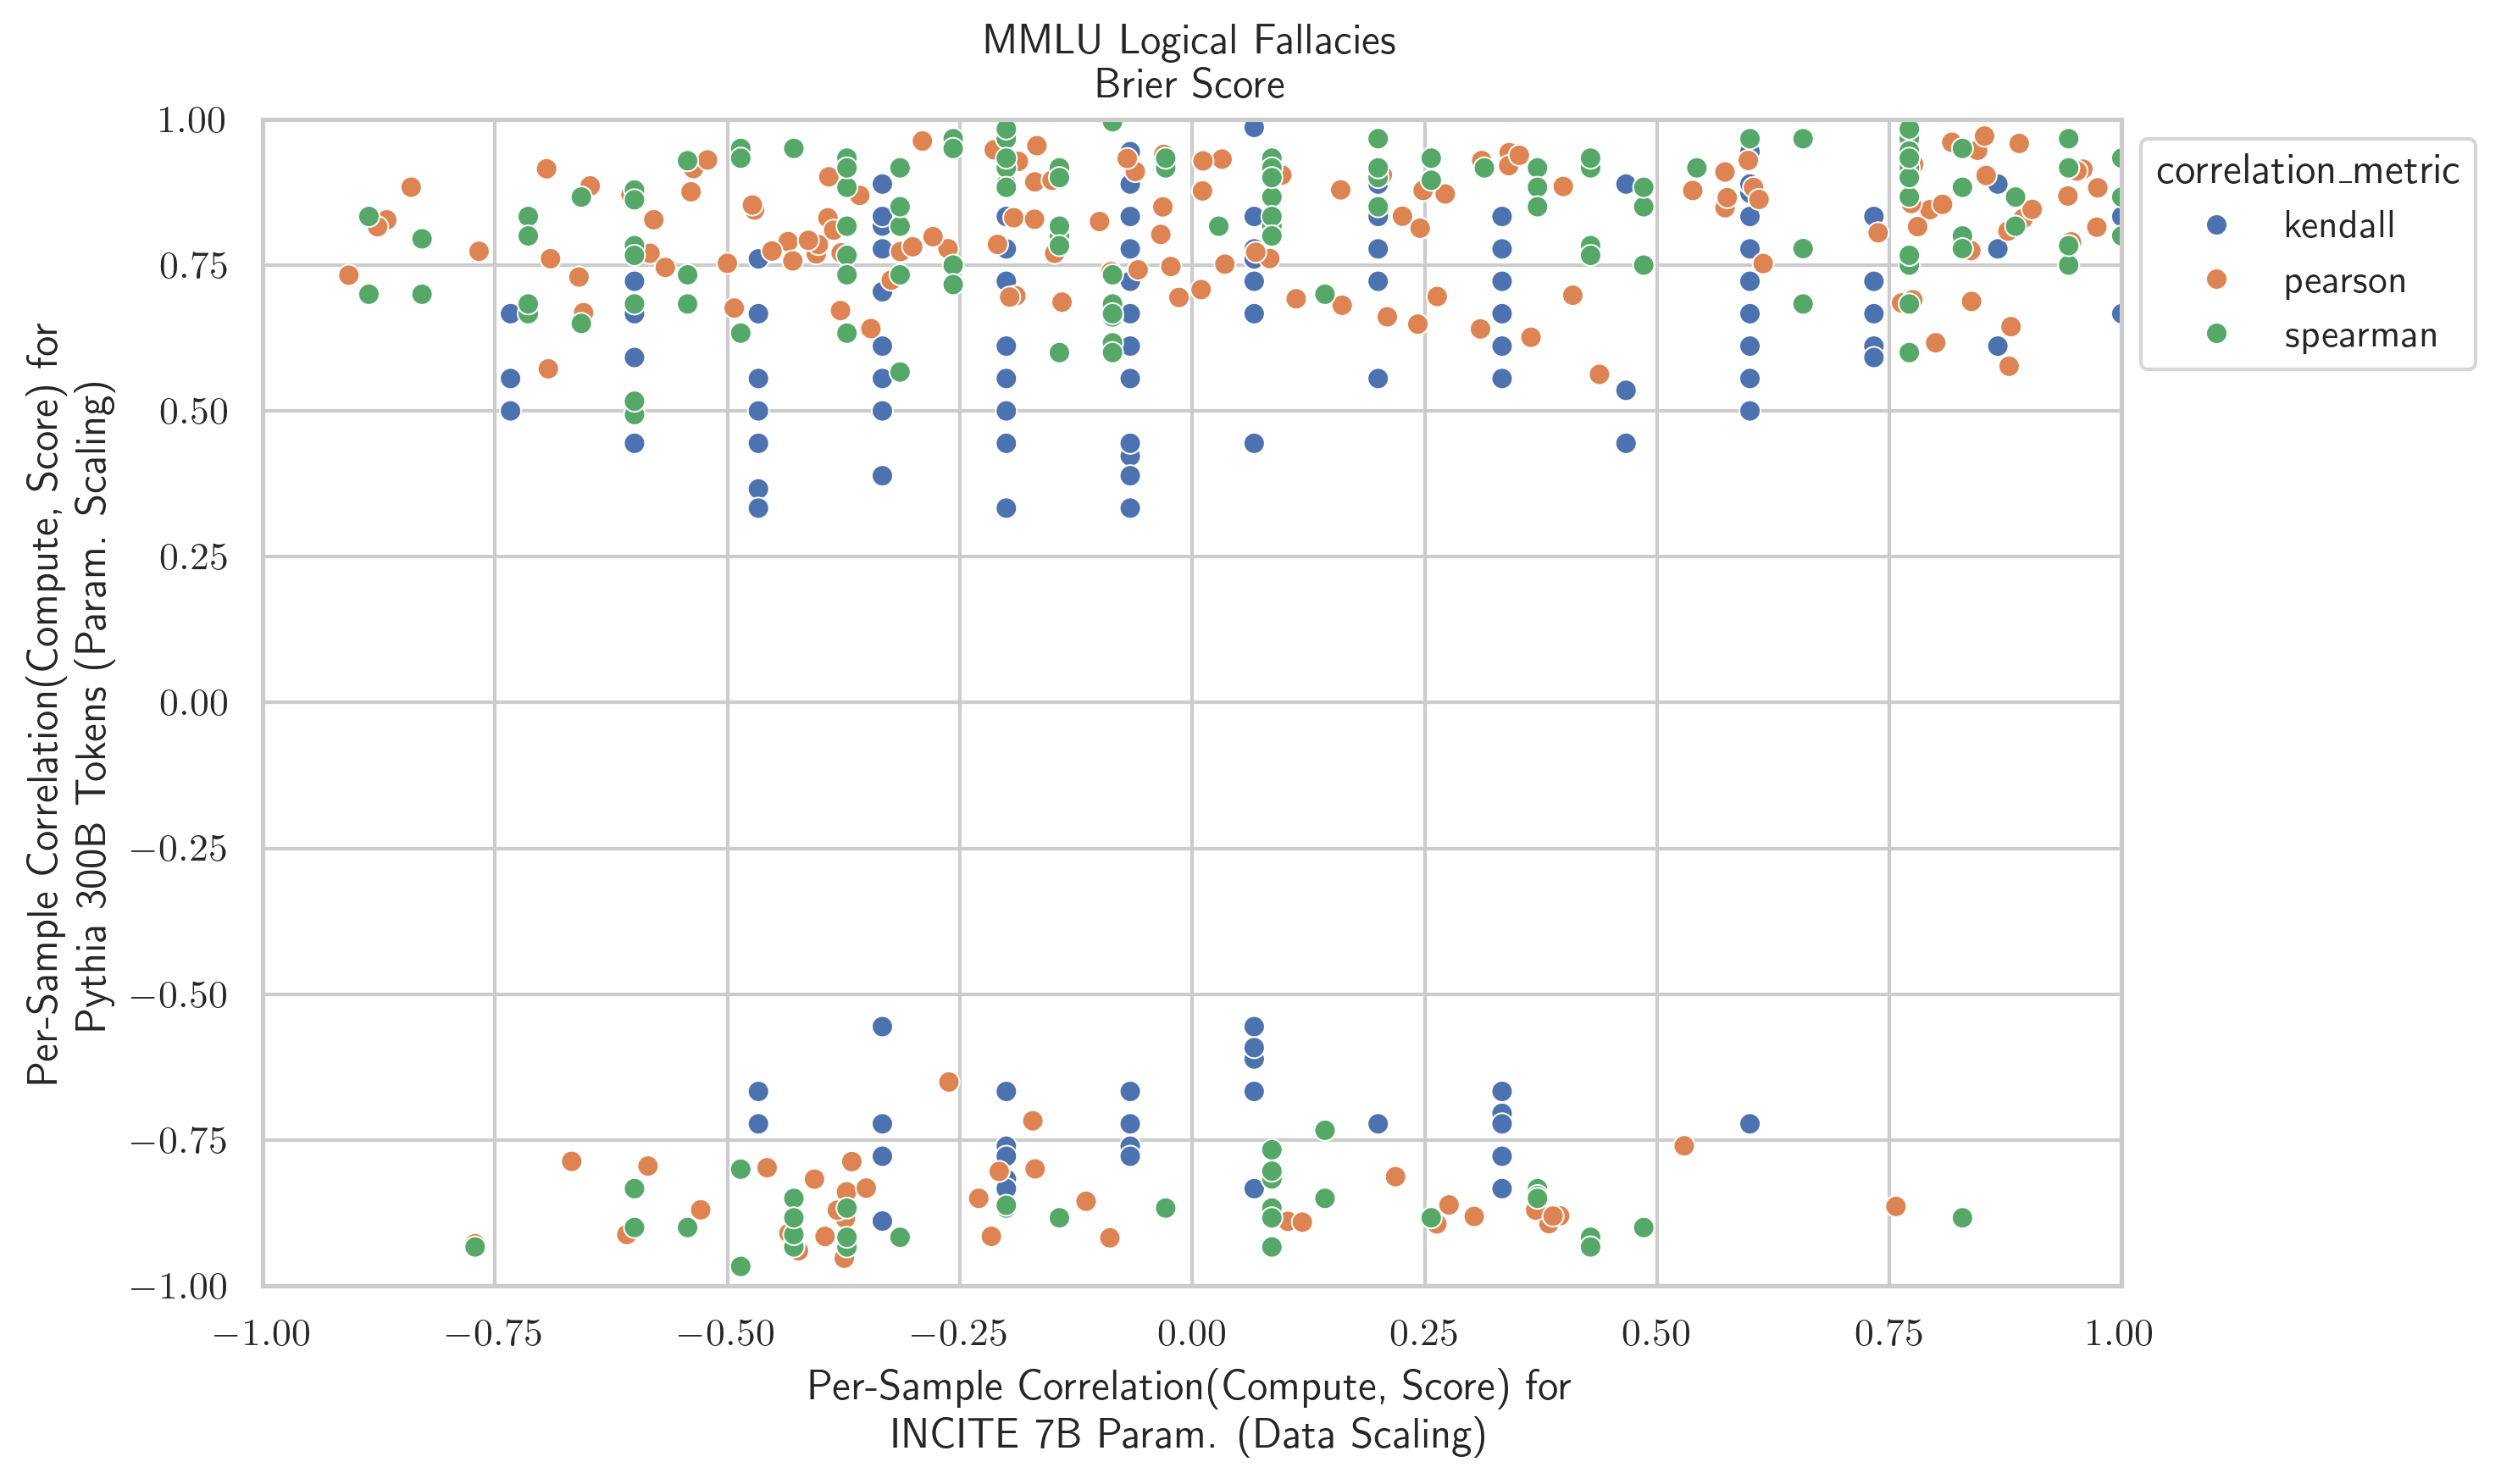 MMLU Logical Fallacies
Brier Score
Per-Sample Correlation(Compute, Score) for
Pythia 300B Tokens (Param. Scaling)
1.00
0.75
0.50
0.25
0.00
−0.25
−0.50
−0.75
−1.00
−1.00 −0.75 −0.50 −0.25 0.00 0.25 0.50 0.75 1.00
Per-Sample Correlation(Compute, Score) for
INCITE 7B Param. (Data Scaling)
correlation_metric
kendall
pearson
spearman